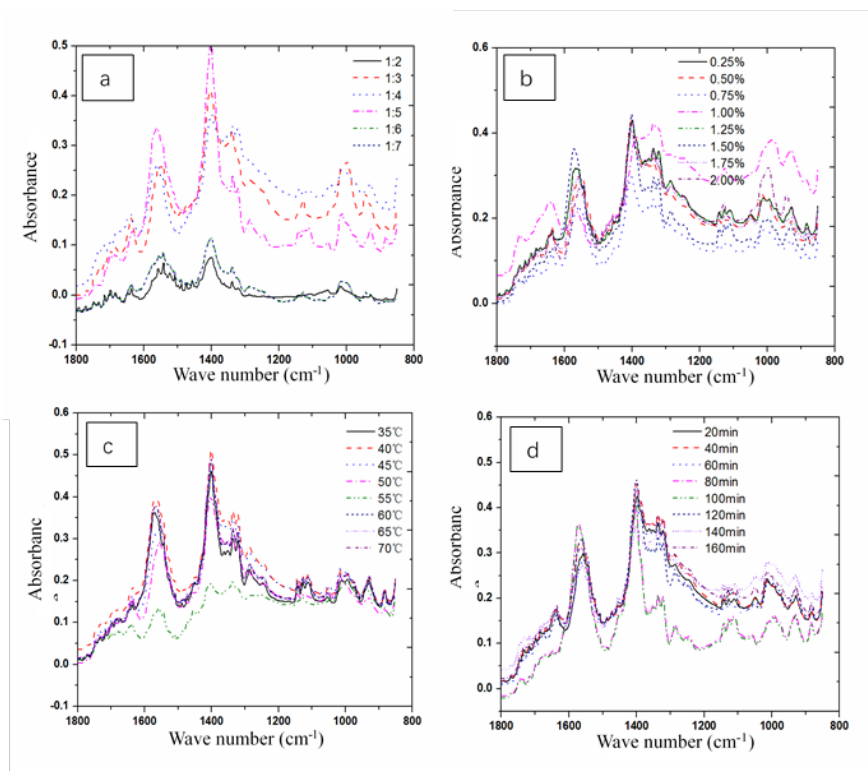 a
0.5
0.4
0.3
0.2
0.1
0.0
-0.1
Absorbance
1:2
1:3
1:4
1:5
1:6
1:7
1800 1600 1400 1200 1000
Wave number (cm-1)
b
0.6
0.4
0.2
0.0
Absorbance
0.25%
0.50%
0.75%
1.00%
1.25%
1.50%
1.75%
2.00%
1800 1600 1400 1200 1000 800
Wave number (cm-1)
c
0.6
0.5
0.4
0.3
0.2
0.1
0.0
-0.1
Absorbanc
35℃
40℃
45℃
50℃
55℃
60℃
65℃
70℃
1800 1600 1400 1200 1000
Wave number (cm-1)
d
0.6
0.5
0.4
0.3
0.2
0.1
0.0
Absorbanc
20min
40min
60min
80min
100min
120min
140min
160min
1800 1600 1400 1200 1000 800
Wave number (cm-1)